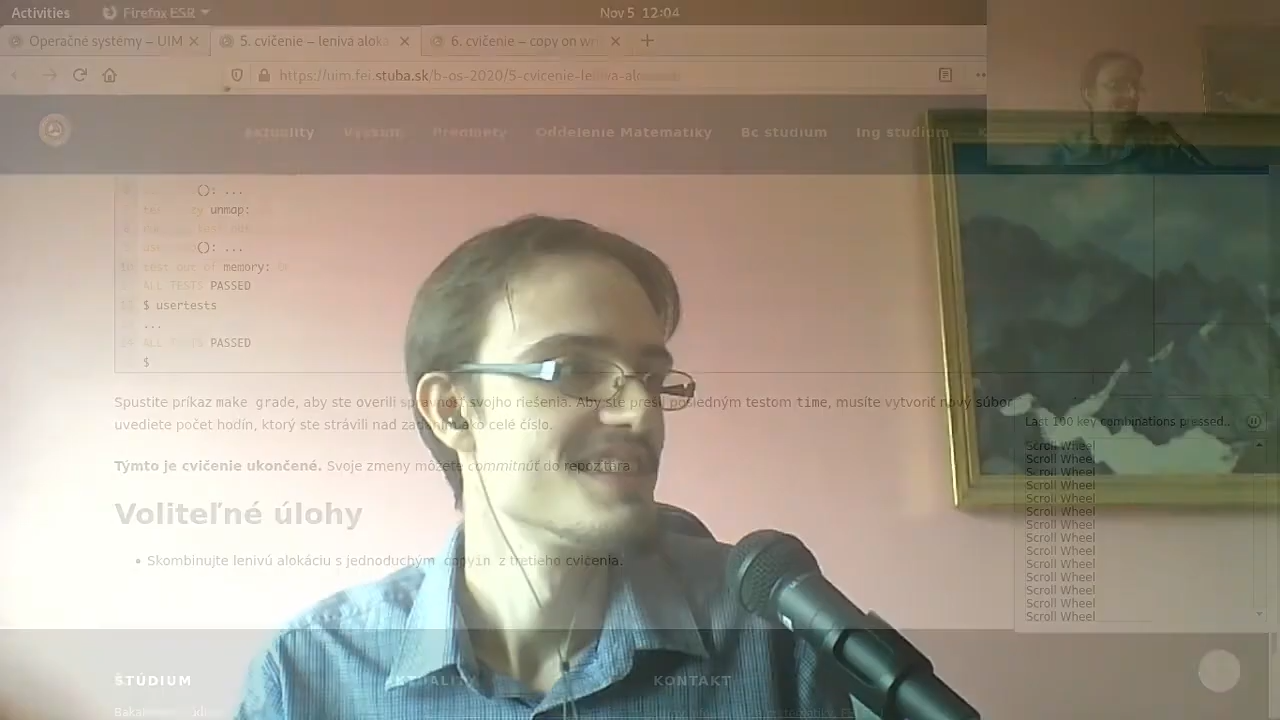 Activities
Firefox ESR
Nov 5 12:04
Operačné systémy – UIM
5. cvičenie – lenivá aloka
6. cvičenie – copy on wri
https://uim.fei.stuba.sk/b-os-2020/5-cvicenie-leniva-alo
Aktuality Výskum Predmety Oddelenie Matematiky Bc studium Ing studium
(): ...
unmap:
(): ...
test out of memory:
ALL TESTS PASSED
$ usertests
...
ALL TESTS PASSED
$
Spustite príkaz make grade, aby ste overili správnosť svojho riešenia. Aby ste prešli posledným testom time, musíte vytvoriť nový súbor
uvediete počet hodín, ktorý ste strávili nad zadaním ako celé číslo.
Týmto je cvičenie ukončené. Svoje zmeny môžete commitnúť do repozitára.
Voliteľné úlohy
• Skombinujte lenivú alokáciu s jednoduchým copyin z tretieho cvičenia.
Last 100 key combinations pressed..
Scroll Wheel
Scroll Wheel
Scroll Wheel
Scroll Wheel
Scroll Wheel
Scroll Wheel
Scroll Wheel
Scroll Wheel
Scroll Wheel
Scroll Wheel
Scroll Wheel
Scroll Wheel
Scroll Wheel
Scroll Wheel
ŠTÚDIUM
AKTUALITY
KONTAKT